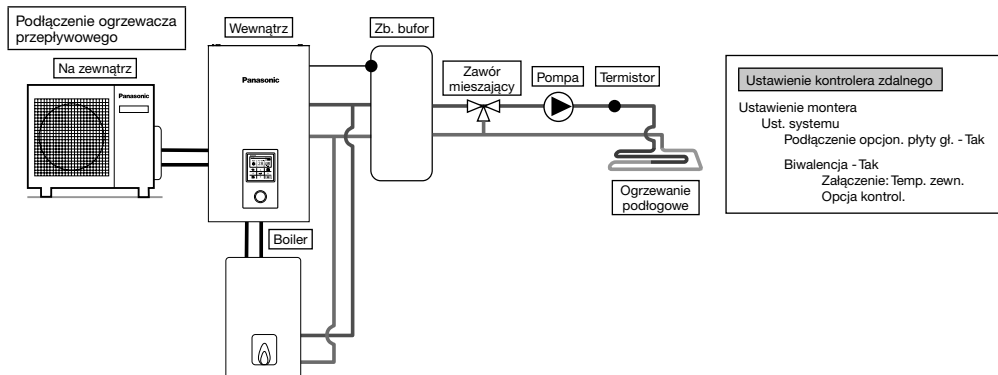 Podłączenie ogrzewacza
przepływowego
Na zewnątrz
Panasonic
Wewnątrz
Panasonic
Boiler
Zb. bufor
Zawór
mieszający
Pompa
Termistor
Ogrzewanie
podłogowe
Ustawienie kontrolera zdalnego
Ustawienie montera
Ust. systemu
Podłączenie opcjon. płyty gł. - Tak
Biwalencja - Tak
Załączenie: Temp. zewn.
Opcja kontrol.